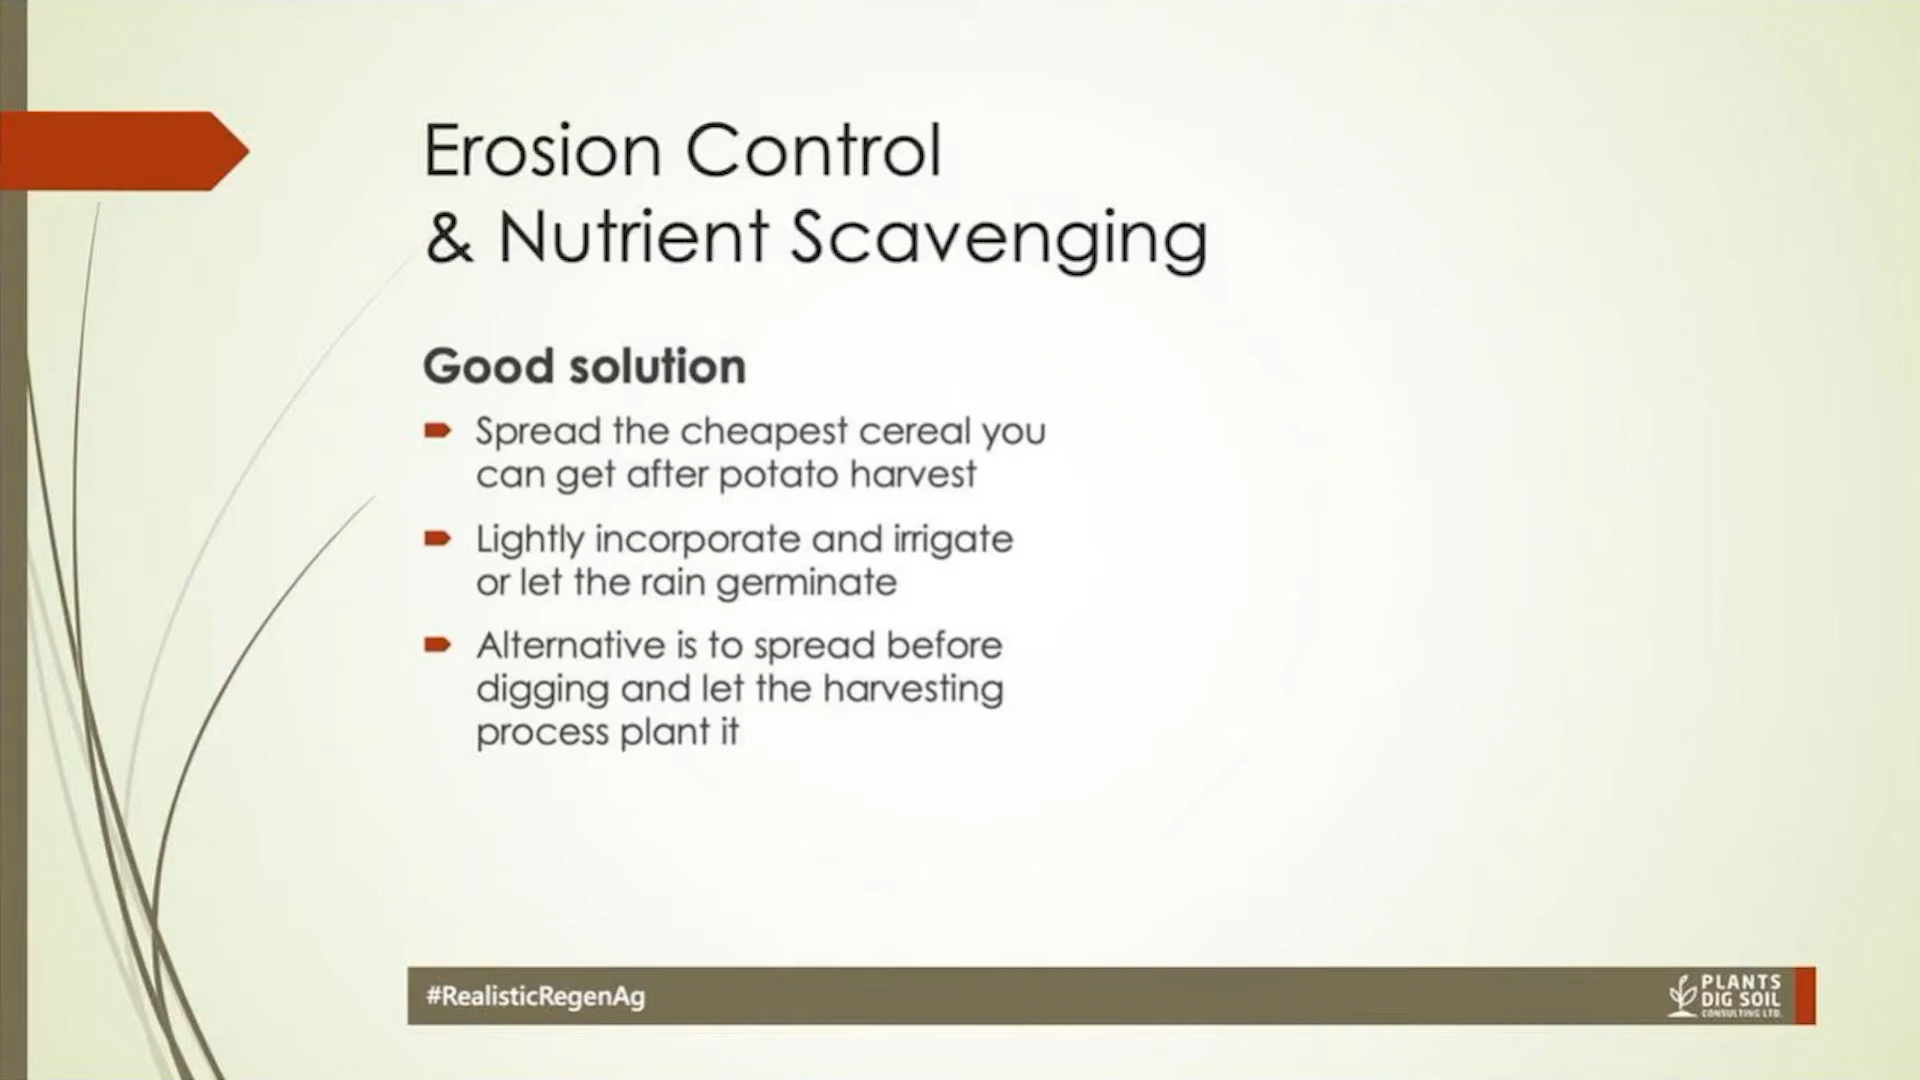 Erosion Control
& Nutrient Scavenging
Good solution
Spread the cheapest cereal you
can get after potato harvest
Lightly incorporate and irrigate
or let the rain germinate
Alternative is to spread before
digging and let the harvesting
process plant it
#RealisticRegenAg
PLANTS
DIG SOIL
CONSULTING LTD.